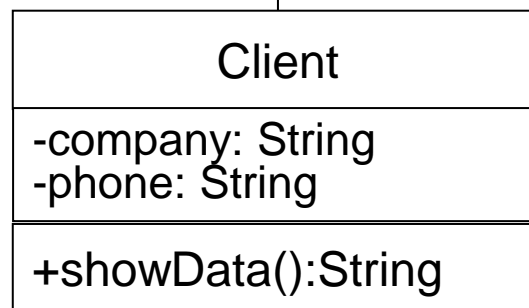 Client
-company: String
-phone: String
+showData():String